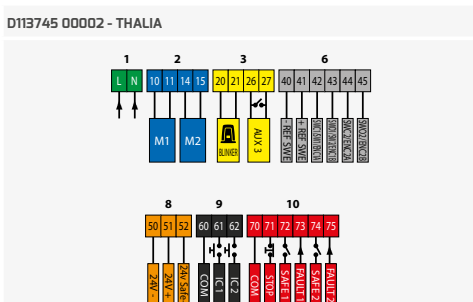 D113745 00002 - THALIA
1 2 3 6
L N 10 11 14 15 20 21 26 27 40 41 42 43 44 45
M1 M2 BLINKER AUX 3 - REF SWE + REF SWE
8 9 10
50 51 52 60 61 62 70 71 72 73 74 75
24V - 24V + 24v Safe COM IC 1 IC 2 COM STOP SAFE 1 FAULT 1 SAFE 2 FAULT 2